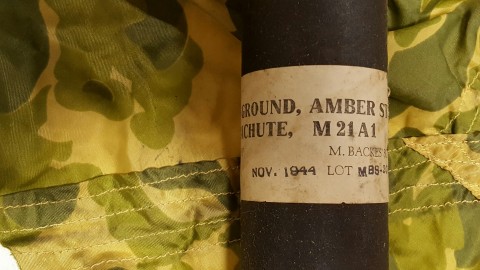 GROUND, AMBER ST
CHUTE, M21A1
M. BACKES
NOV. 1944 LOT MBS-